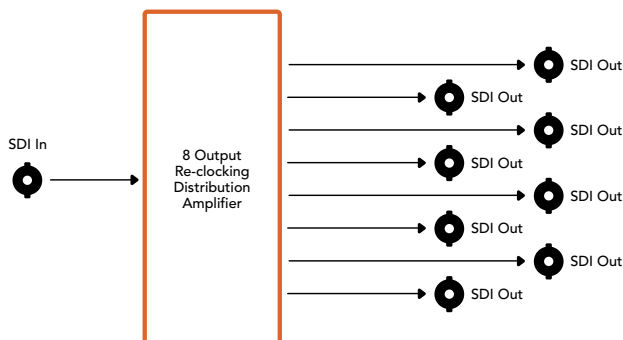 SDI In
8 Output
Re-clocking
Distribution
Amplifier
SDI Out
SDI Out
SDI Out
SDI Out
SDI Out
SDI Out
SDI Out
SDI Out